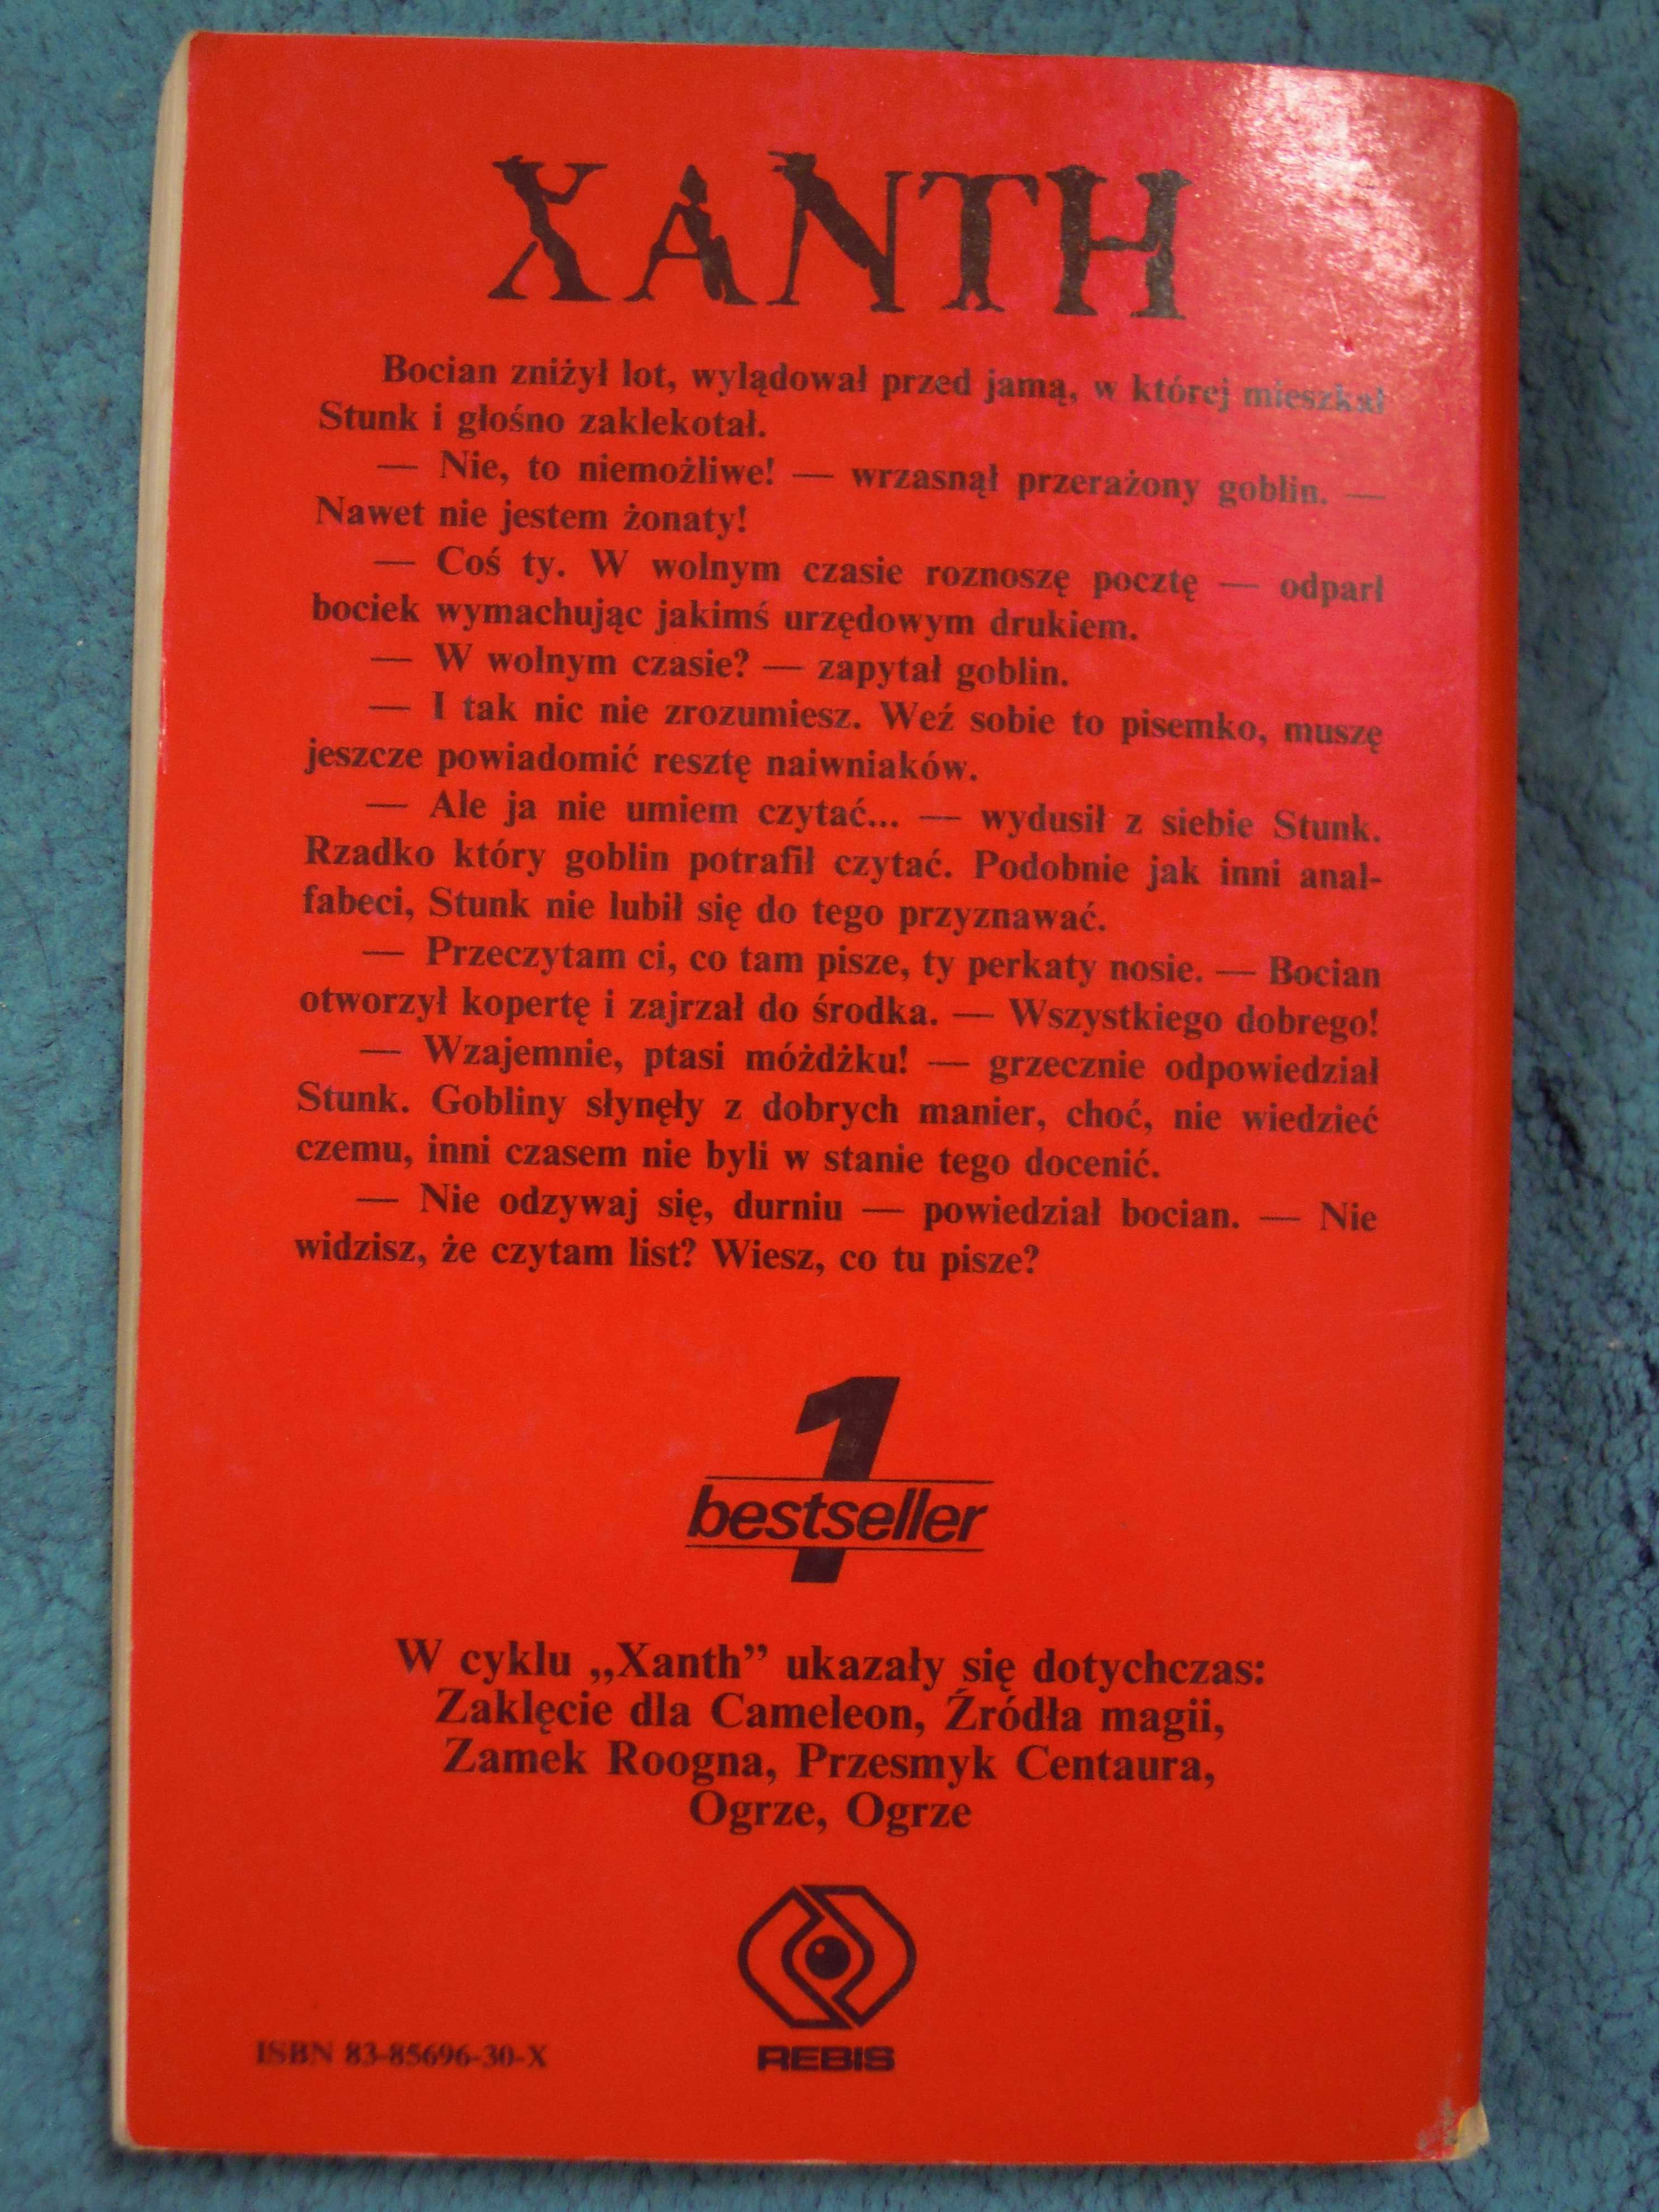 XANTH
Bocian zniżył lot, wylądował przed jamą, w której mieszkał
Stunk i głośno zaklekotał.
— Nie, to niemożliwe! — wrzasnął przerażony goblin. —
Nawet nie jestem żonaty!
— Coś ty. W wolnym czasie roznoszę pocztę — odparł
bociek wymachując jakimś urzędowym drukiem.
— W wolnym czasie? — zapytał goblin.
— I tak nic nie zrozumiesz. Weź sobie to pisemko, muszę
jeszcze powiadomić resztę naiwniaków.
— Ale ja nie umiem czytać... — wydusił z siebie Stunk.
Rzadko który goblin potrafił czytać. Podobnie jak inni anal-
fabeci, Stunk nie lubił się do tego przyznawać.
— Przeczytam ci, co tam pisze, ty perkaty nosie. — Bocian
otworzył kopertę i zajrzał do środka. — Wszystkiego dobrego!
— Wzajemnie, ptasi móżdżku! — grzecznie odpowiedział
Stunk. Gobliny słynęły z dobrych manier, choć, nie wiedzieć
czemu, inni czasem nie byli w stanie tego docenić.
— Nie odzywaj się, durniu — powiedział bocian. — Nie
widzisz, że czytam list? Wiesz, co tu pisze?
1
bestseller
W cyklu „Xanth” ukazały się dotychczas:
Zaklęcie dla Cameleon, Źródła magii,
Zamek Roogna, Przesmyk Centaura,
Ogrze, Ogrze
REBIS
ISBN 83-85696-30-X